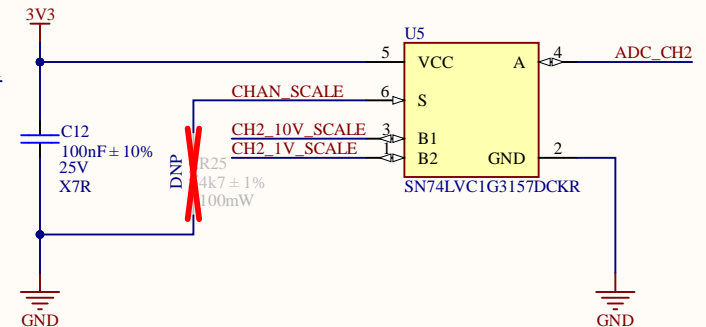 3V3
U5
5
VCC
A
4
ADC_CH2
CHAN_SCALE
6
S
C12
100nF ± 10%
25V
X7R
CH2_10V_SCALE
3
B1
CH2_1V_SCALE
1
B2
GND
2
DNP
R25
4k7 ± 1%
100mW
SN74LVC1G3157DCKR
GND
GND